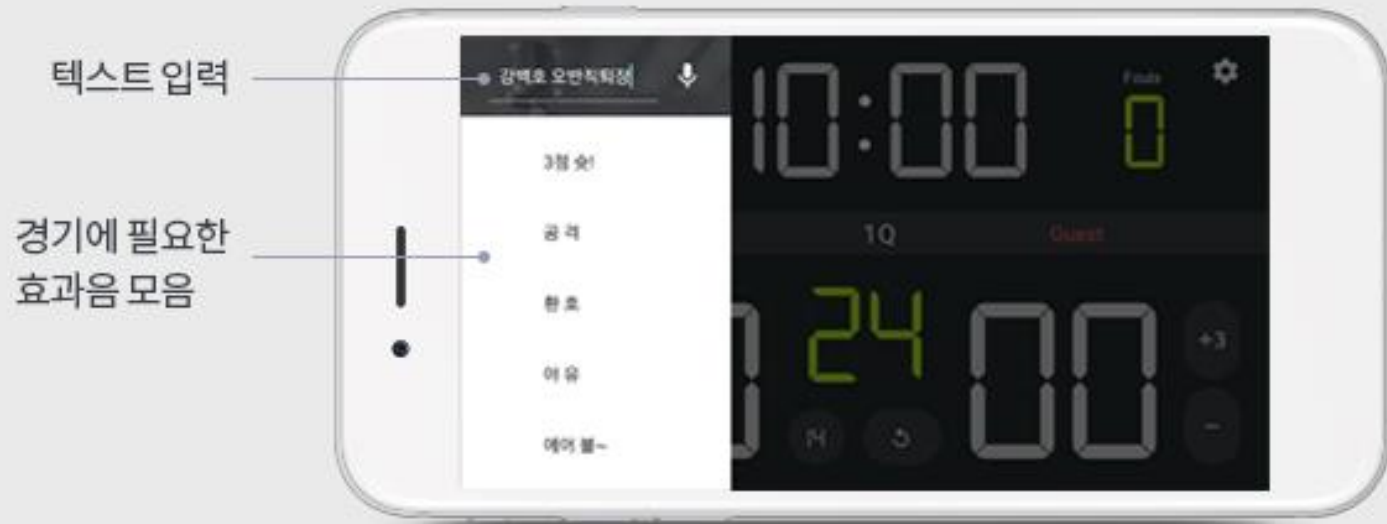 텍스트 입력
경기에 필요한
효과음 모음
강백호 오반칙퇴장
3점 슛!
공 격
환 호
야 유
에어 볼~
10:00
Fouls
0
1Q
Guest
24
00
+3
14
-